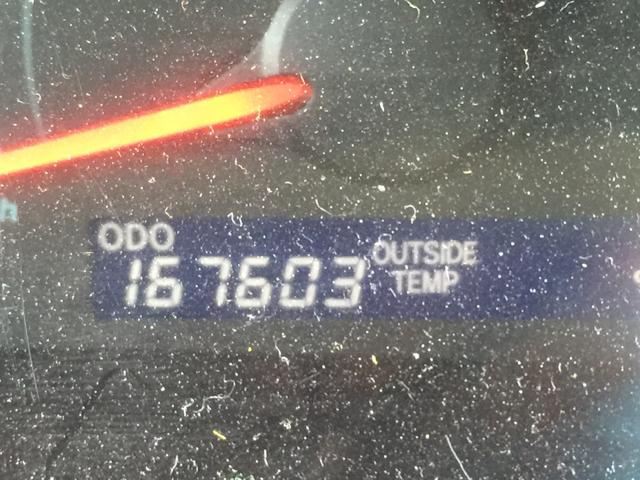 h
ODO
167603
OUTSIDE
TEMP